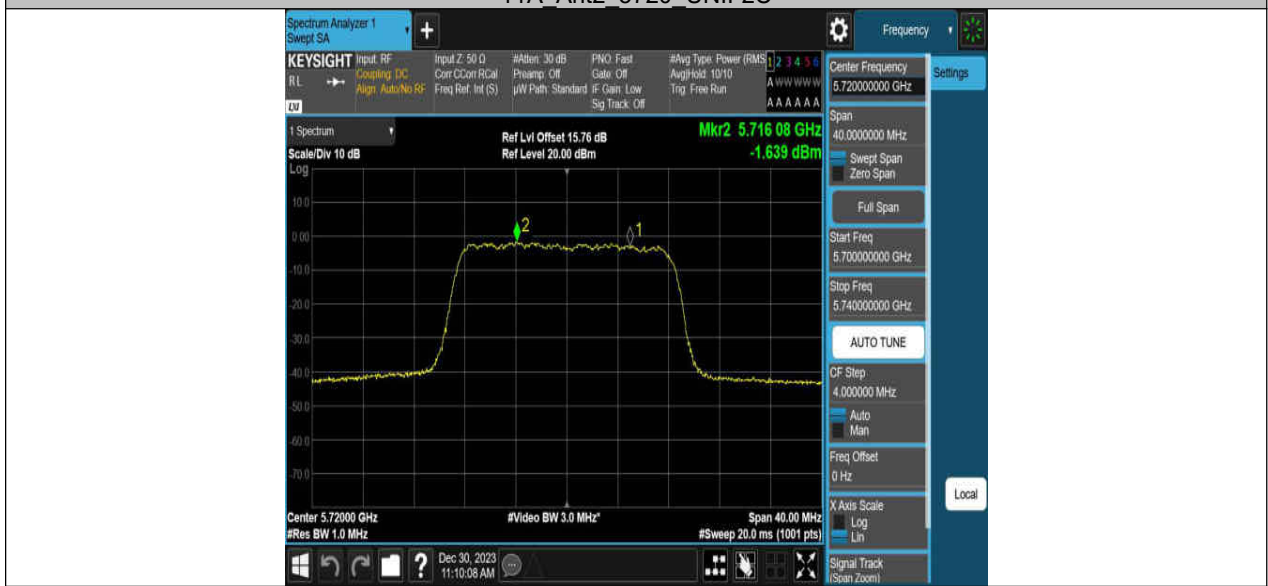 11A_Ant2_5720_UNII-2C
Spectrum Analyzer 1
Swept SA
+
Frequency
KEYSIGHT
RL
LXI
Input: RF
Coupling: DC
Align: Auto/No RF
Input Z: 50 Ω
Corr CCorr RCal
Freq Ref: Int (S)
#Atten: 30 dB
Preamp: Off
µW Path: Standard
PNO: Fast
Gate: Off
IF Gain: Low
Sig Track: Off
#Avg Type: Power (RMS
Avg|Hold: 10/10
Trig: Free Run
1 2 3 4 5 6
A W W W W W
A A A A A A
Settings
Center Frequency
5.720000000 GHz
Span
40.0000000 MHz
Swept Span
Zero Span
Full Span
Start Freq
5.700000000 GHz
Stop Freq
5.740000000 GHz
AUTO TUNE
CF Step
4.000000 MHz
Auto
Man
Freq Offset
0 Hz
X Axis Scale
Log
Lin
Signal Track
(Span Zoom)
Local
1 Spectrum
Scale/Div 10 dB
Log
Ref Lvl Offset 15.76 dB
Ref Level 20.00 dBm
Mkr2 5.716 08 GHz
-1.639 dBm
10.0
0.00
-10.0
-20.0
-30.0
-40.0
-50.0
-60.0
-70.0
2
1
Center 5.72000 GHz
#Video BW 3.0 MHz*
Span 40.00 MHz
#Res BW 1.0 MHz
#Sweep 20.0 ms (1001 pts)
?
Dec 30, 2023
11:10:08 AM